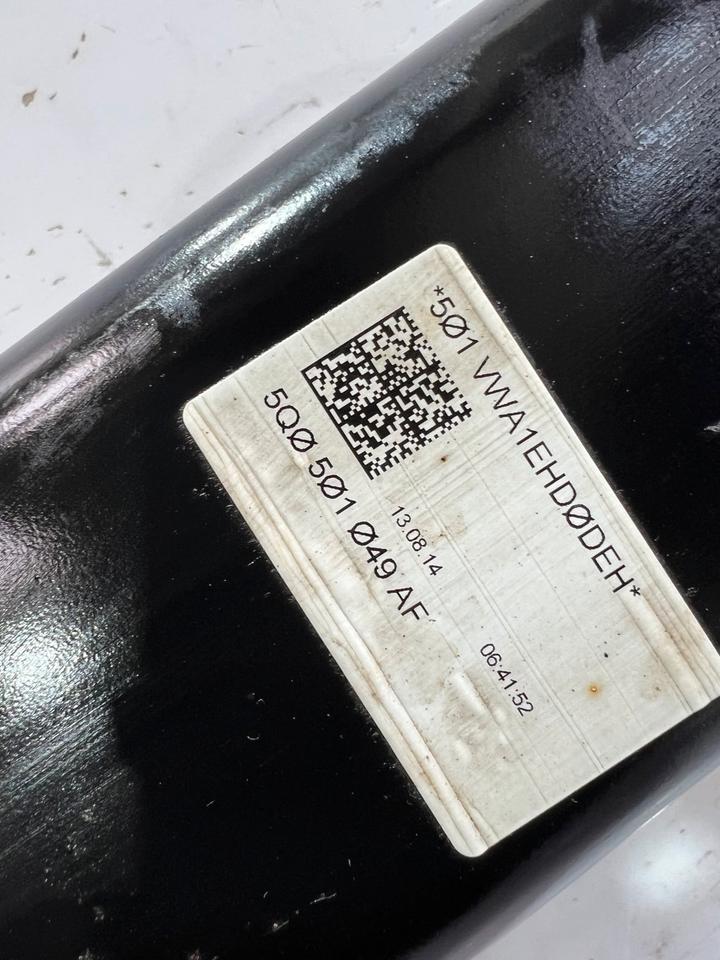 *5Ø1 VWA1EHDØDEH*
13.08.14 06:41:52
5QØ 5Ø1 Ø49 AF